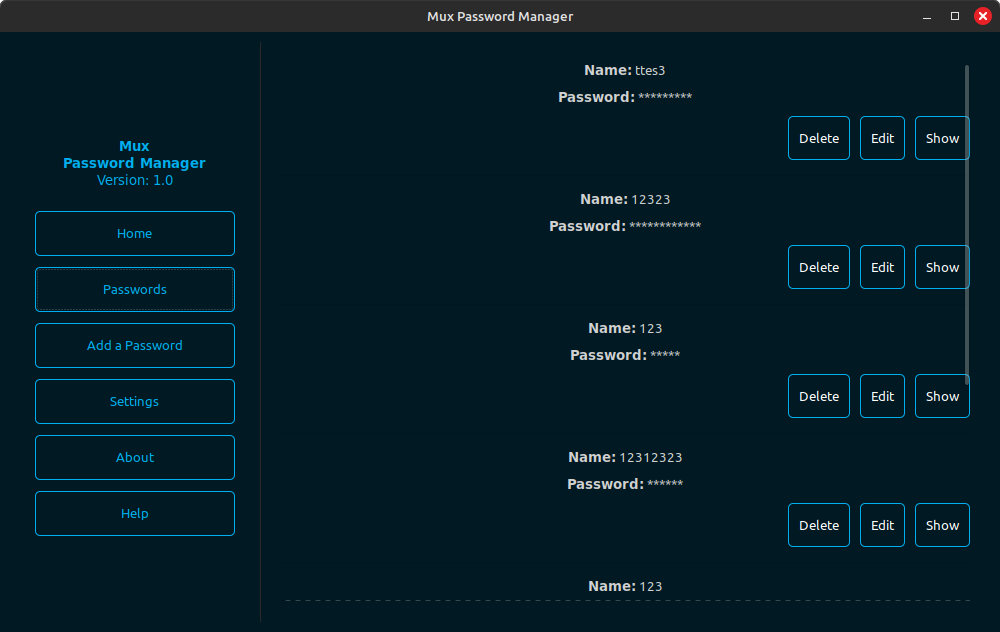 Mux Password Manager
Mux
Password Manager
Version: 1.0
Home
Passwords
Add a Password
Settings
About
Help
Name: ttes3
Password: *********
Delete Edit Show
Name: 12323
Password: ************
Delete Edit Show
Name: 123
Password: *****
Delete Edit Show
Name: 12312323
Password: ******
Delete Edit Show
Name: 123